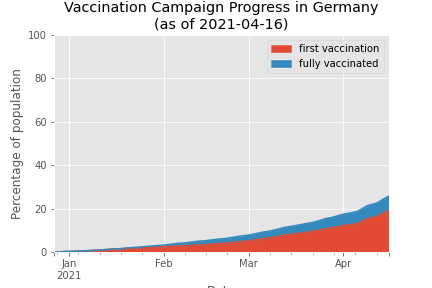 Vaccination Campaign Progress in Germany
(as of 2021-04-16)
100
first vaccination
fully vaccinated
80
60
40
20
0
Percentage of population
Jan
2021
Feb
Mar
Apr